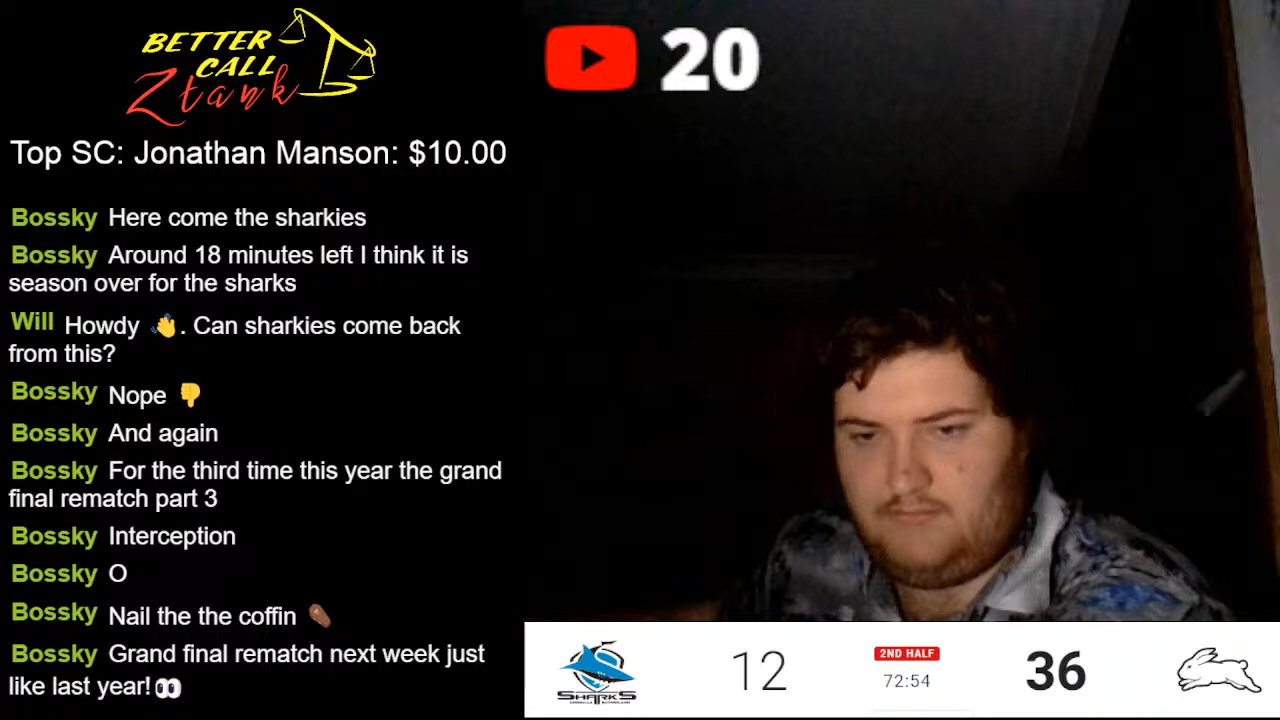 BETTER
CALL
Ztank
20
Top SC: Jonathan Manson: $10.00
Bossky Here come the sharkies
Bossky Around 18 minutes left I think it is
season over for the sharks
Will Howdy 👋. Can sharkies come back
from this?
Bossky Nope 👎
Bossky And again
Bossky For the third time this year the grand
final rematch part 3
Bossky Interception
Bossky O
Bossky Nail the the coffin ⚰️
Bossky Grand final rematch next week just
like last year!👀
SHARKS
12
2ND HALF
72:54
36